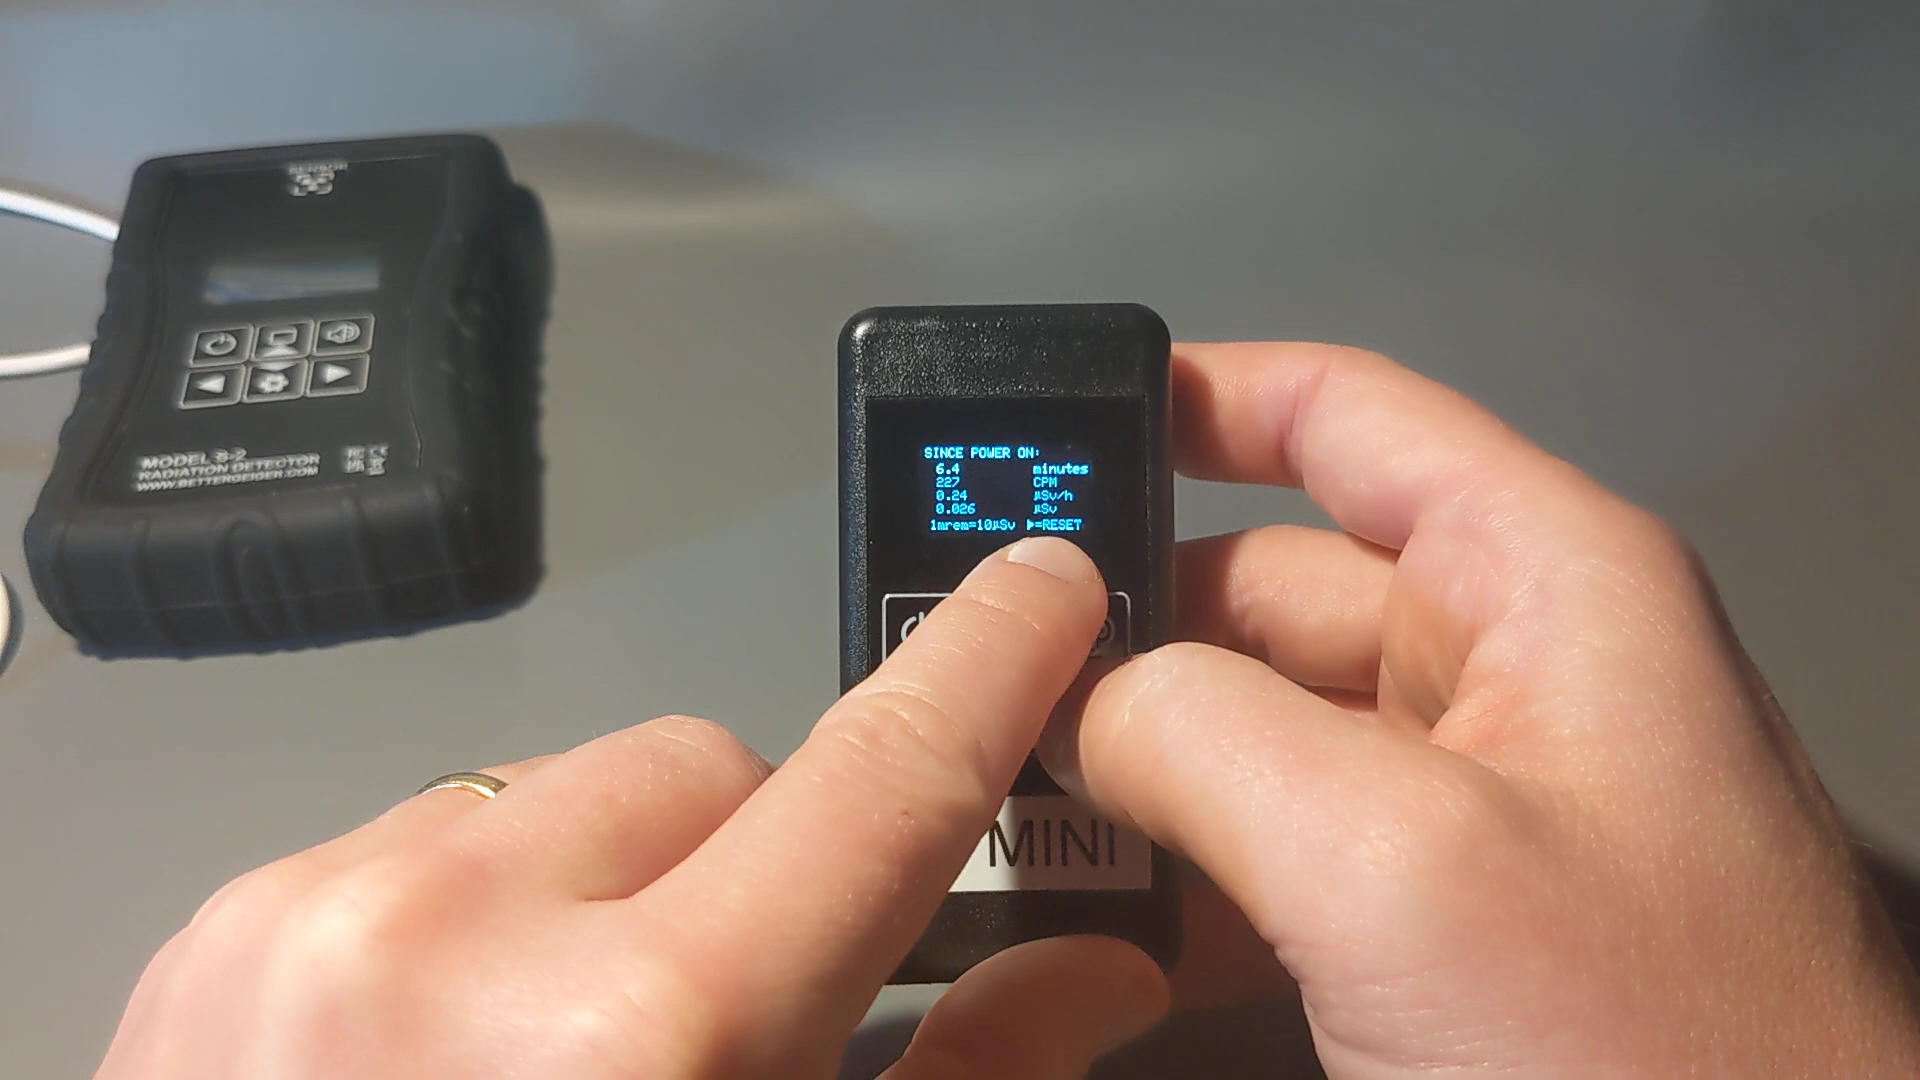 SENSOR
MODEL S-2
RADIATION DETECTOR
WWW.BETTERGEIGER.COM
SINCE POWER ON:
6.4 minutes
227 CPM
0.24 µSv/h
0.026 µSv
1mrem=10µSv ▶=RESET
MINI